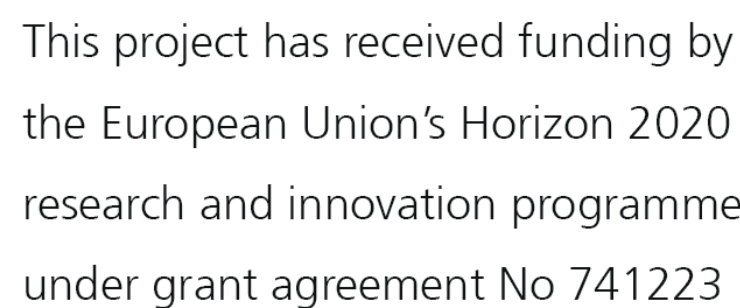 This project has received funding by
the European Union’s Horizon 2020
research and innovation programme
under grant agreement No 741223